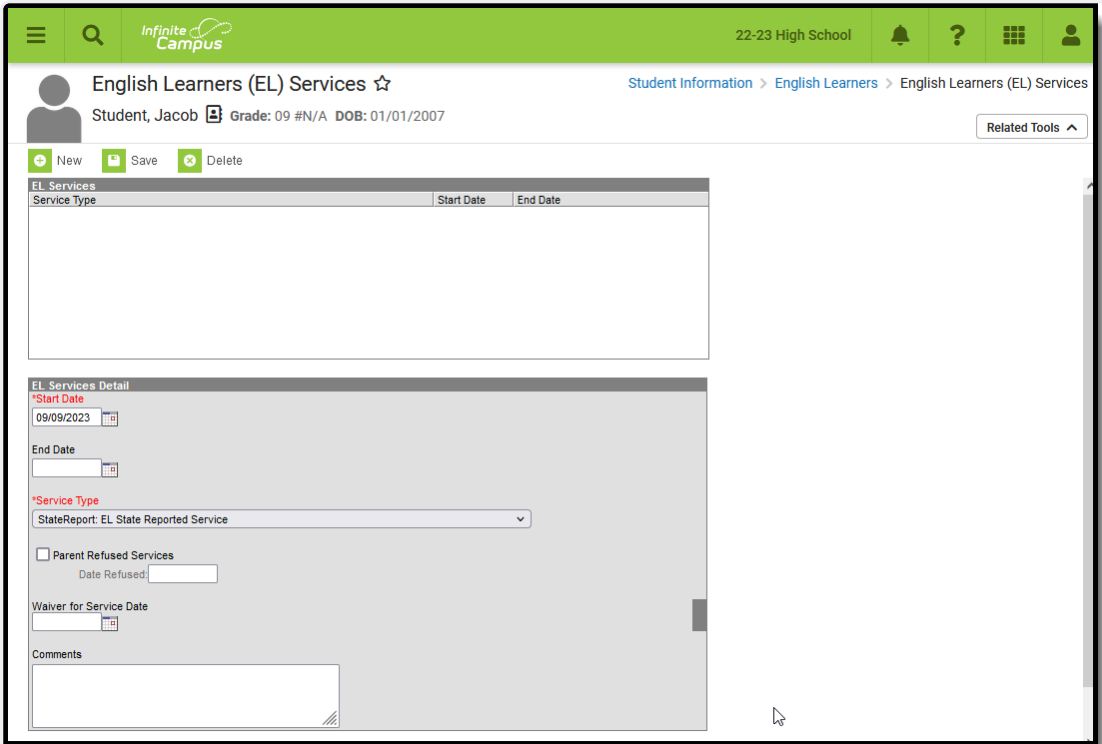 Infinite Campus
22-23 High School
?
English Learners (EL) Services
Student Information > English Learners > English Learners (EL) Services
Student, Jacob Grade: 09 #N/A DOB: 01/01/2007
Related Tools
New Save Delete
EL Services
Service Type Start Date End Date
EL Services Detail
*Start Date
09/09/2023
End Date
*Service Type
StateReport: EL State Reported Service
Parent Refused Services
Date Refused:
Waiver for Service Date
Comments